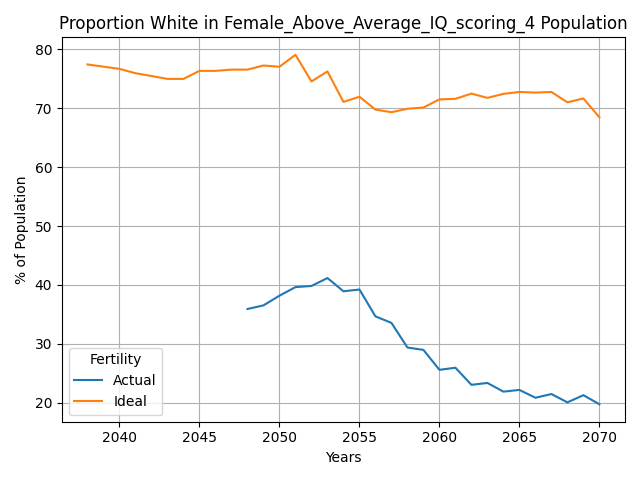 Proportion White in Female_Above_Average_IQ_scoring_4 Population
% of Population
80
70
60
50
40
30
20
Fertility
Actual
Ideal
2040 2045 2050 2055 2060 2065 2070
Years